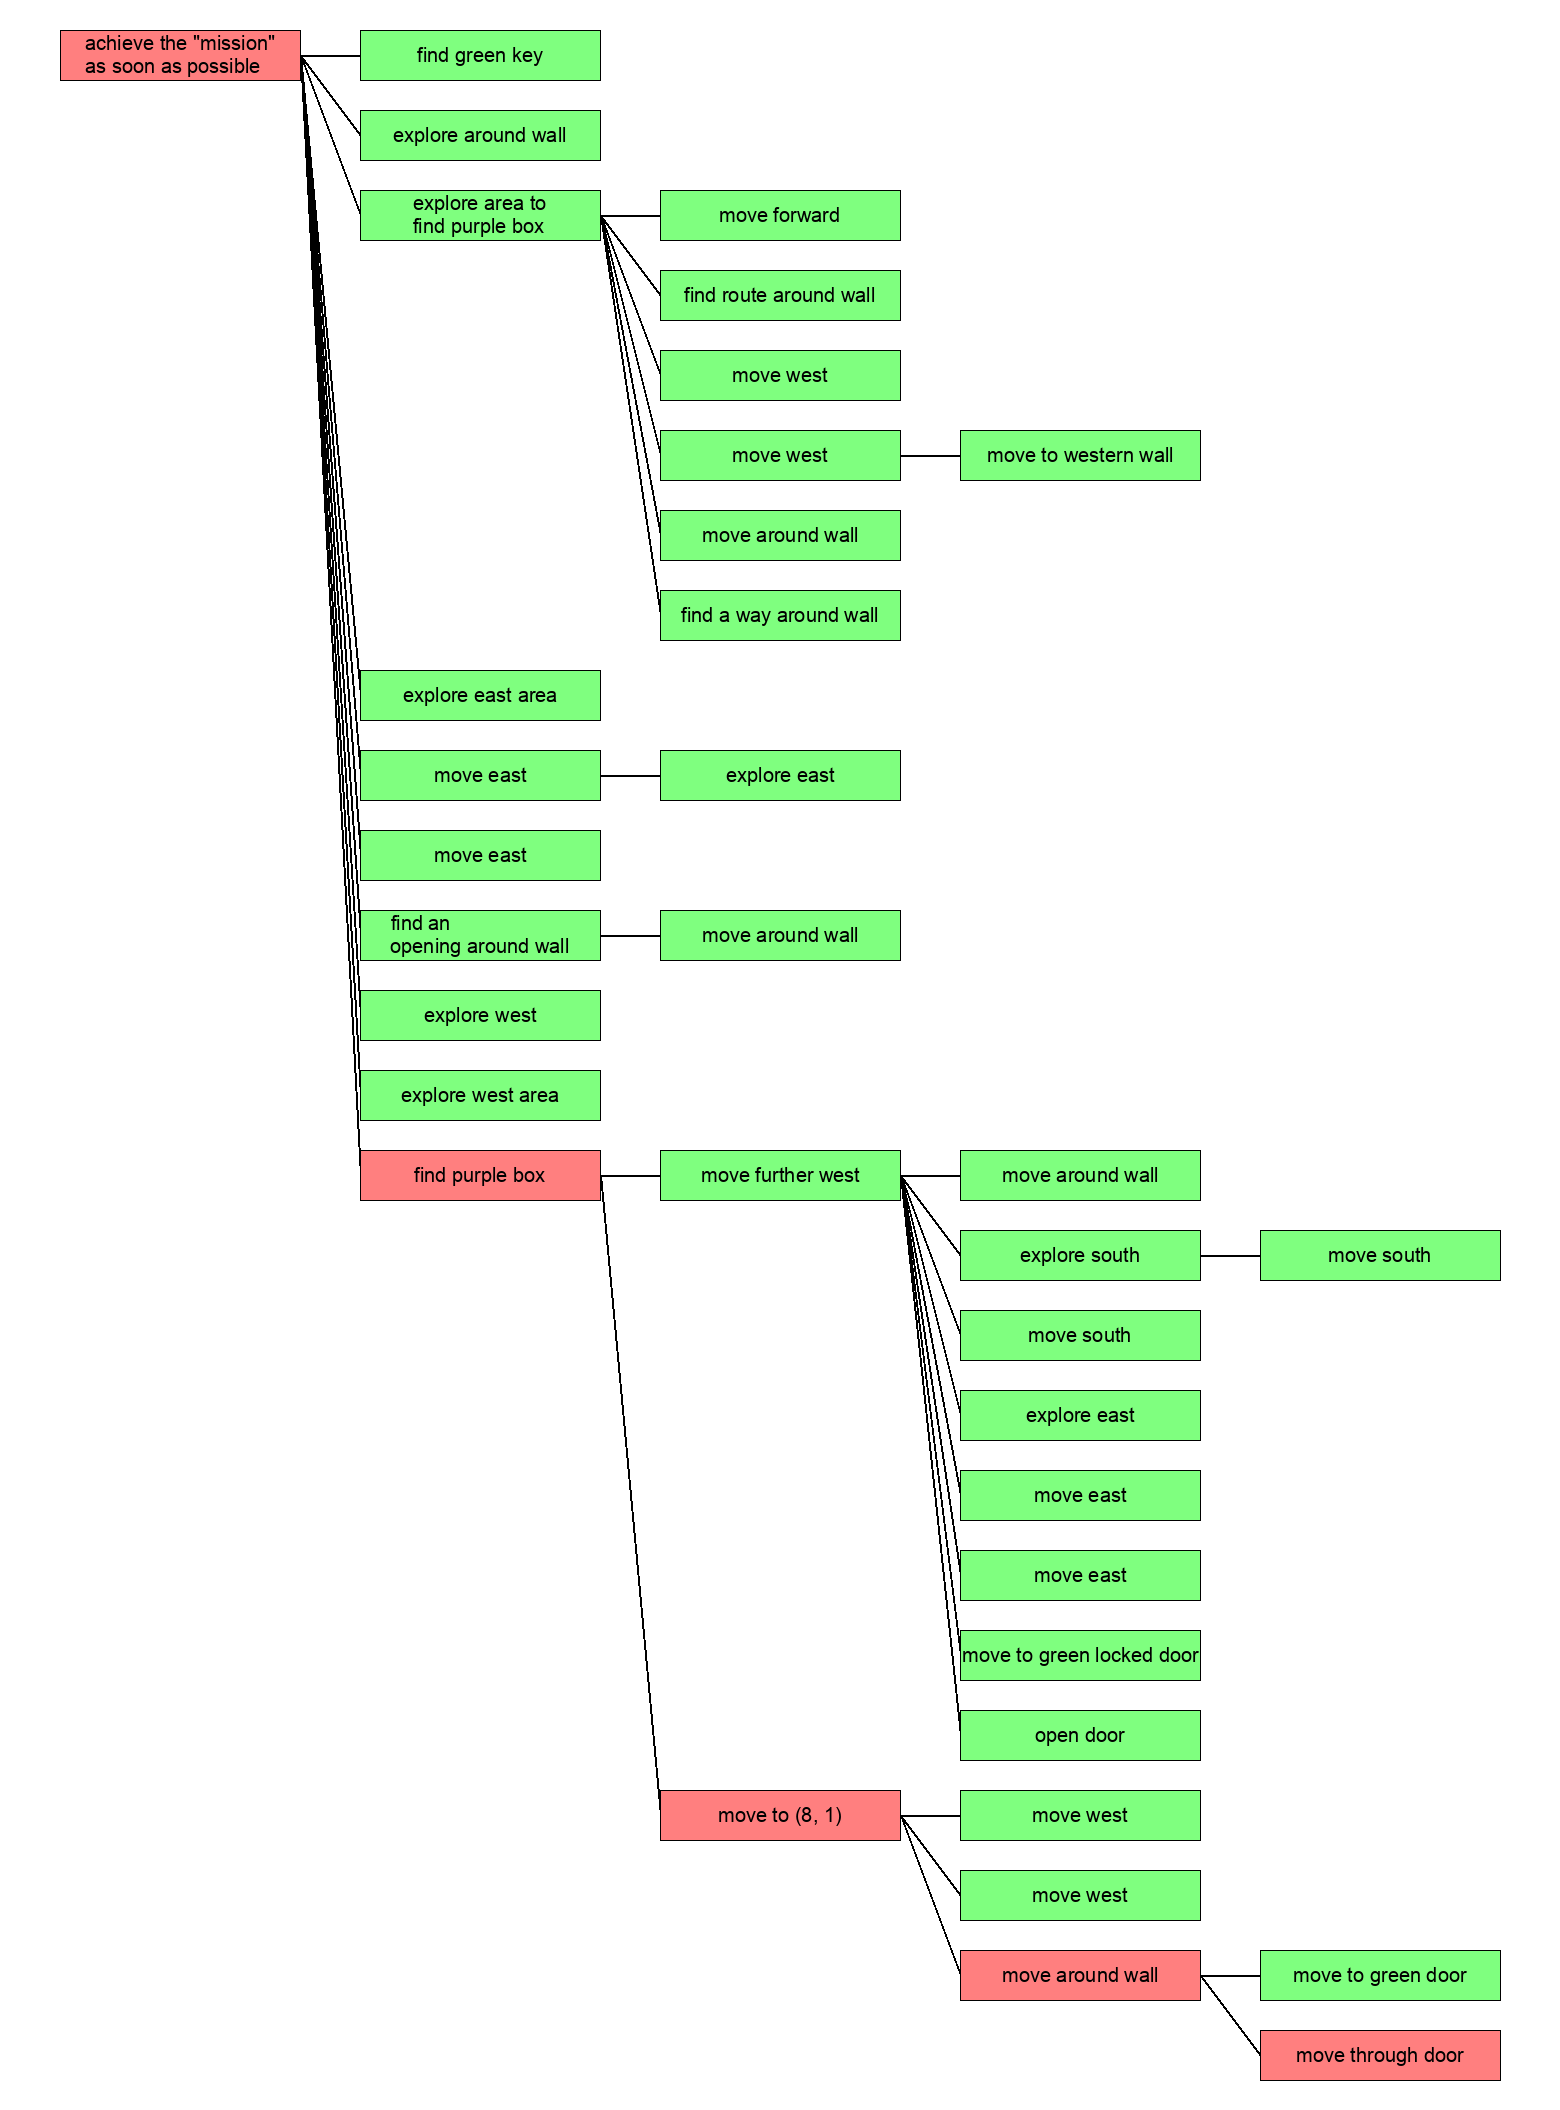 achieve the "mission"
as soon as possible
find green key
explore around wall
explore area to
find purple box
move forward
find route around wall
move west
move west
move to western wall
move around wall
find a way around wall
explore east area
move east
explore east
move east
find an
opening around wall
move around wall
explore west
explore west area
find purple box
move further west
move around wall
explore south
move south
move south
explore east
move east
move east
move to green locked door
open door
move to (8, 1)
move west
move west
move around wall
move to green door
move through door